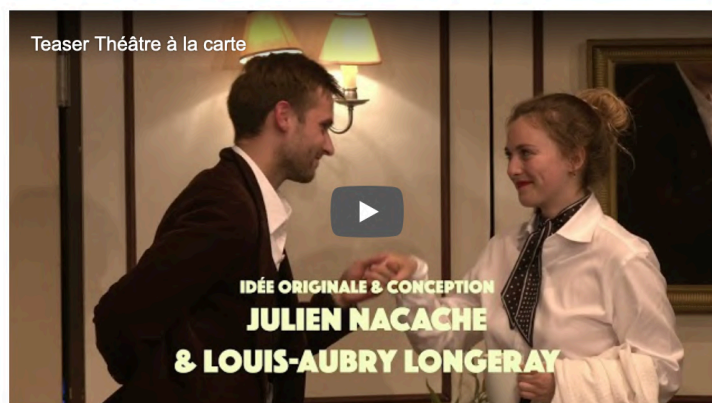 Teaser Théâtre à la carte
IDÉE ORIGINALE & CONCEPTION
JULIEN NACACHE
& LOUIS-AUBRY LONGERAY